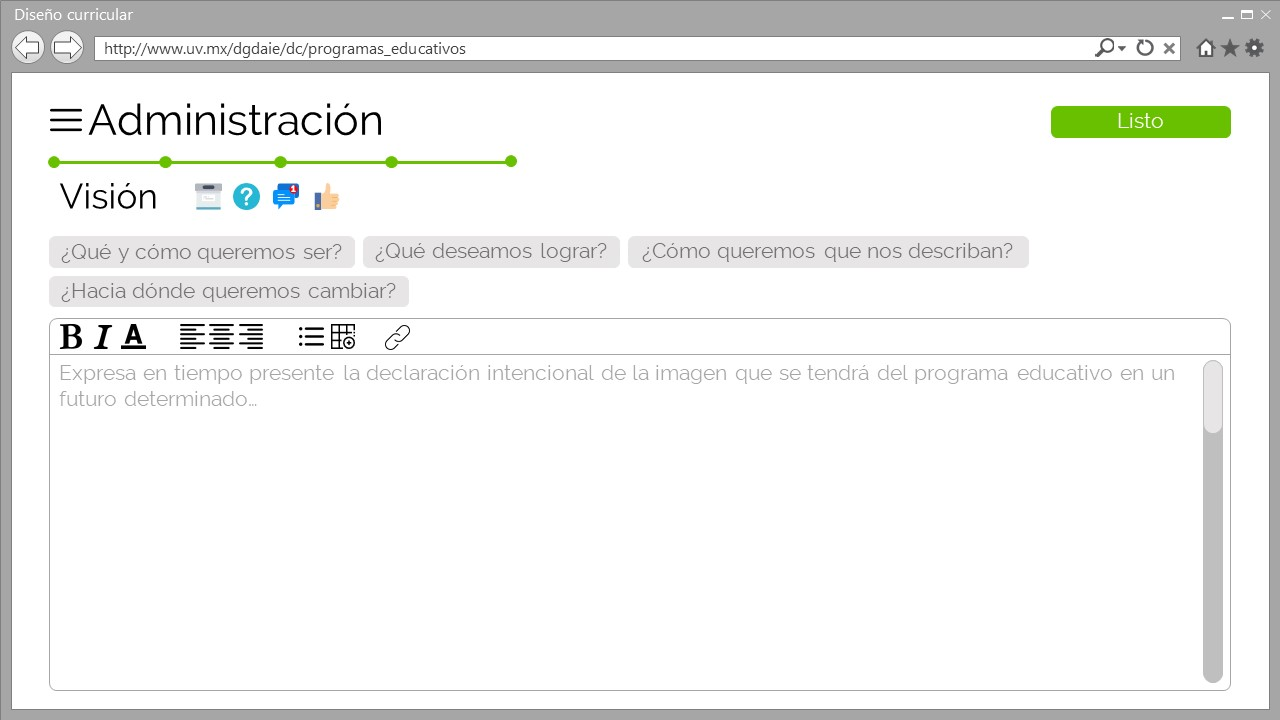 Diseño curricular
http://www.uv.mx/dgdaie/dc/programas_educativos
Administración
Listo
Visión
?
1
¿Qué y cómo queremos ser?
¿Qué deseamos lograr?
¿Cómo queremos que nos describan?
¿Hacia dónde queremos cambiar?
B I A
Expresa en tiempo presente la declaración intencional de la imagen que se tendrá del programa educativo en un
futuro determinado...